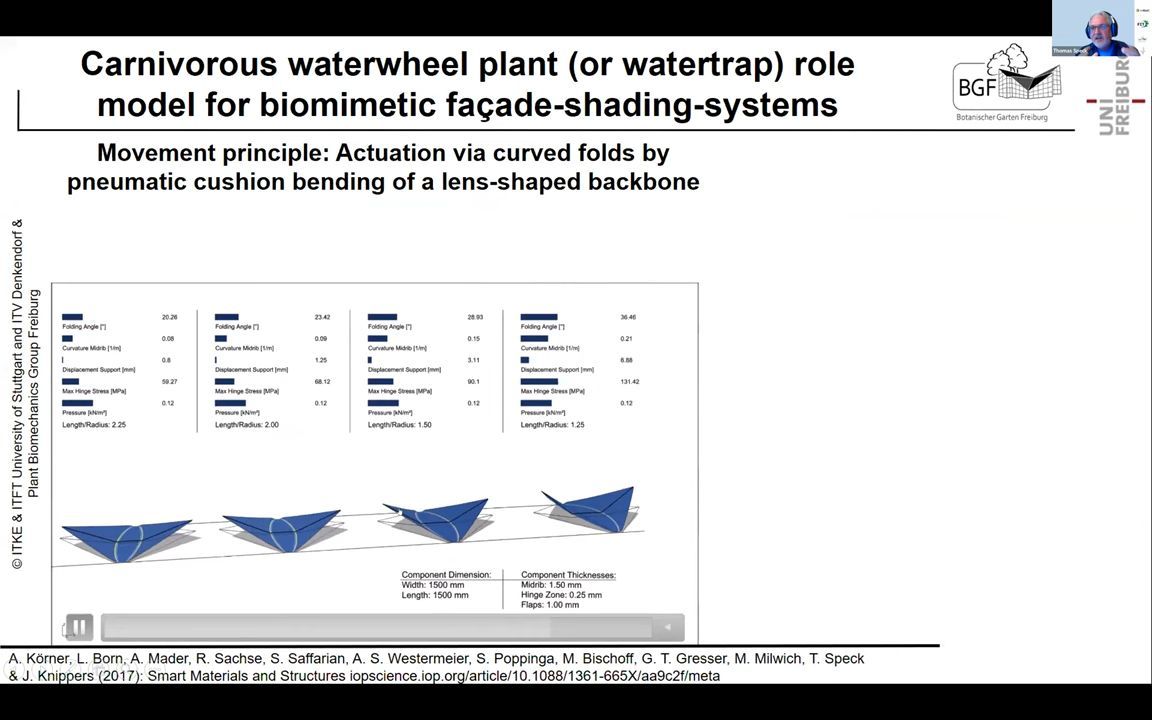 Carnivorous waterwheel plant (or watertrap) role
model for biomimetic façade-shading-systems
Thomas Speck
BGF
Botanischer Garten Freiburg
UNI
FREIBURG
Movement principle: Actuation via curved folds by
pneumatic cushion bending of a lens-shaped backbone
© ITKE & ITFT University of Stuttgart and ITV Denkendorf &
Plant Biomechanics Group Freiburg
20.26
Folding Angle [°]
0.08
Curvature Midrib [1/m]
0.8
Displacement Support [mm]
59.27
Max Hinge Stress [MPa]
0.12
Pressure [kN/m²]
Length/Radius: 2.25
23.42
Folding Angle [°]
0.09
Curvature Midrib [1/m]
1.25
Displacement Support [mm]
68.12
Max Hinge Stress [MPa]
0.12
Pressure [kN/m²]
Length/Radius: 2.00
28.93
Folding Angle [°]
0.15
Curvature Midrib [1/m]
3.11
Displacement Support [mm]
90.1
Max Hinge Stress [MPa]
0.12
Pressure [kN/m²]
Length/Radius: 1.50
36.46
Folding Angle [°]
0.21
Curvature Midrib [1/m]
6.88
Displacement Support [mm]
131.42
Max Hinge Stress [MPa]
0.12
Pressure [kN/m²]
Length/Radius: 1.25
Component Dimension:
Width: 1500 mm
Length: 1500 mm
Component Thicknesses:
Midrib: 1.50 mm
Hinge Zone: 0.25 mm
Flaps: 1.00 mm
A. Körner, L. Born, A. Mader, R. Sachse, S. Saffarian, A. S. Westermeier, S. Poppinga, M. Bischoff, G. T. Gresser, M. Milwich, T. Speck
& J. Knippers (2017): Smart Materials and Structures iopscience.iop.org/article/10.1088/1361-665X/aa9c2f/meta